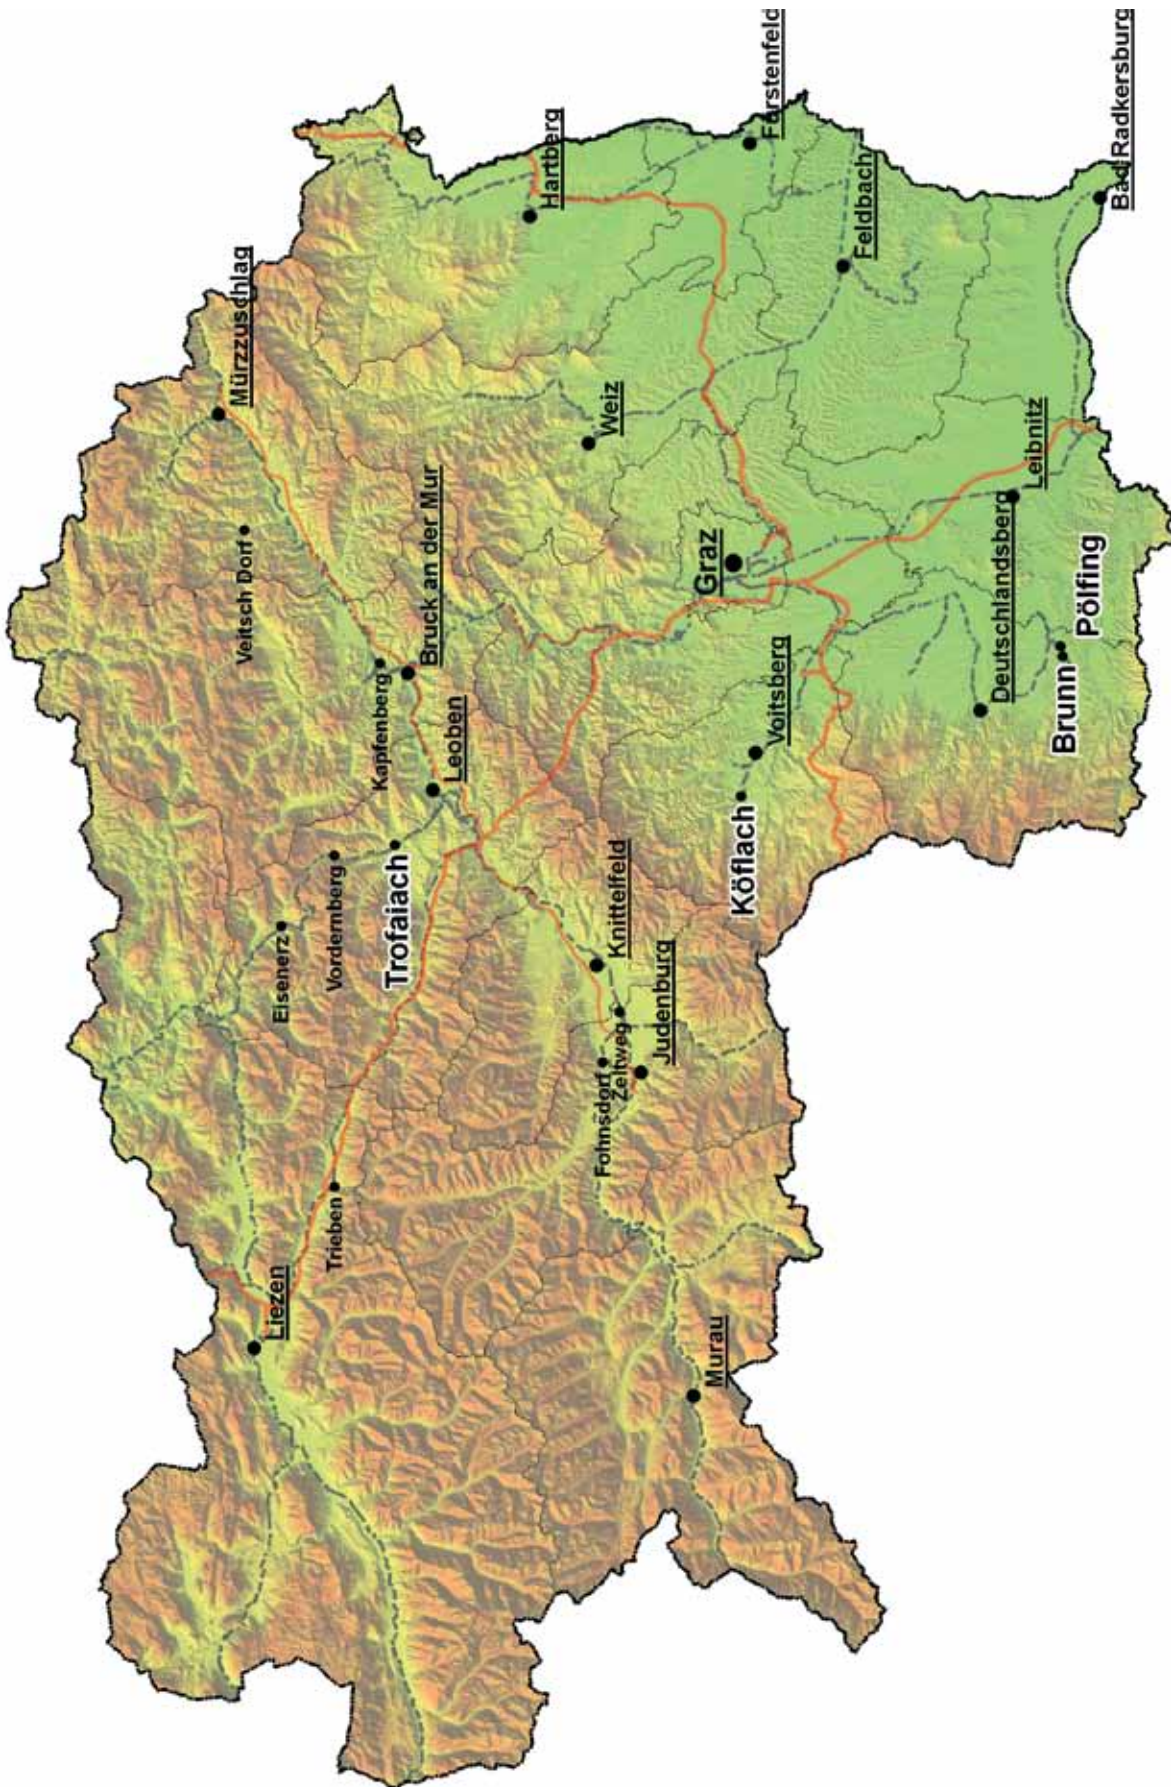 Mürzzuschlag
Veitsch Dorf
Liezen
Eisenerz
Trieben
Vordernberg
Kapfenberg
Trofaiach
Bruck an der Mur
Leoben
Hartberg
Fohnsdorf
Weiz
Knittelfeld
Zeltweg
Judenburg
Graz
Murau
Köflach
Fürstenfeld
Voitsberg
Feldbach
Deutschlandsberg
Leibnitz
Brunn
Pölfing
Bad Radkersburg